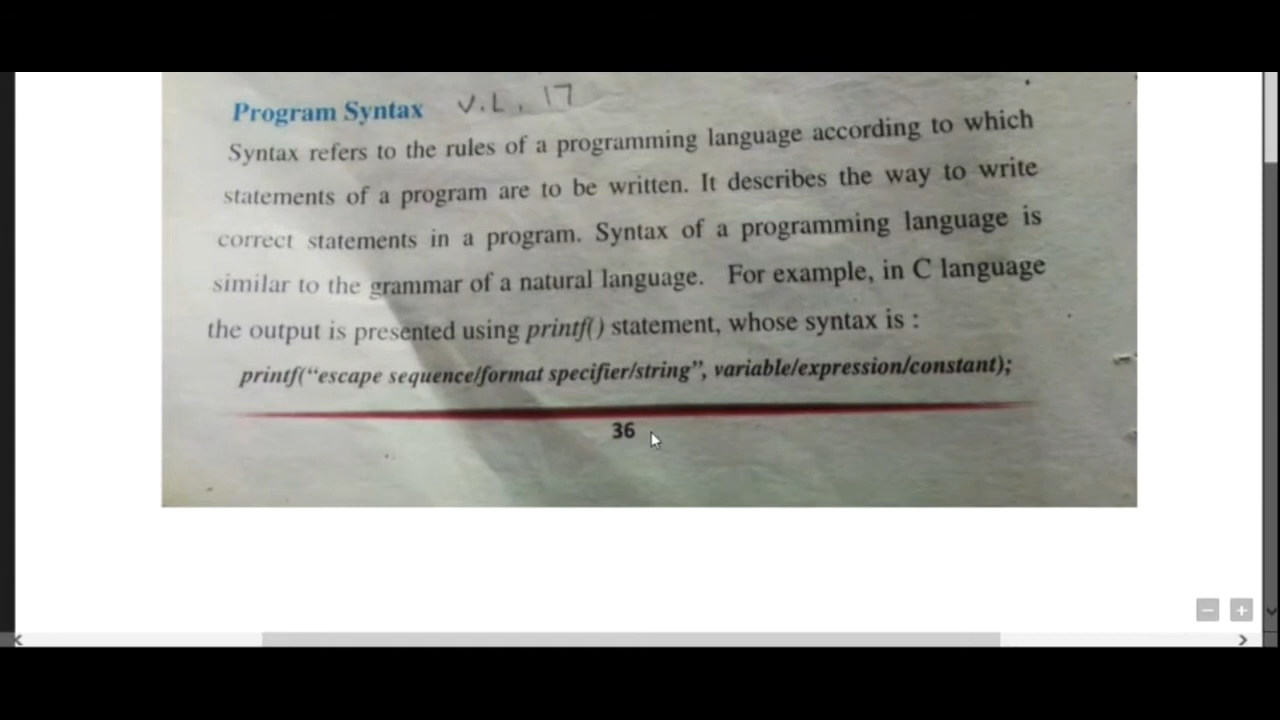 Program Syntax V.L, 17
Syntax refers to the rules of a programming language according to which
statements of a program are to be written. It describes the way to write
correct statements in a program. Syntax of a programming language is
similar to the grammar of a natural language. For example, in C language
the output is presented using printf() statement, whose syntax is :
printf(“escape sequence/format specifier/string”, variable/expression/constant);
36